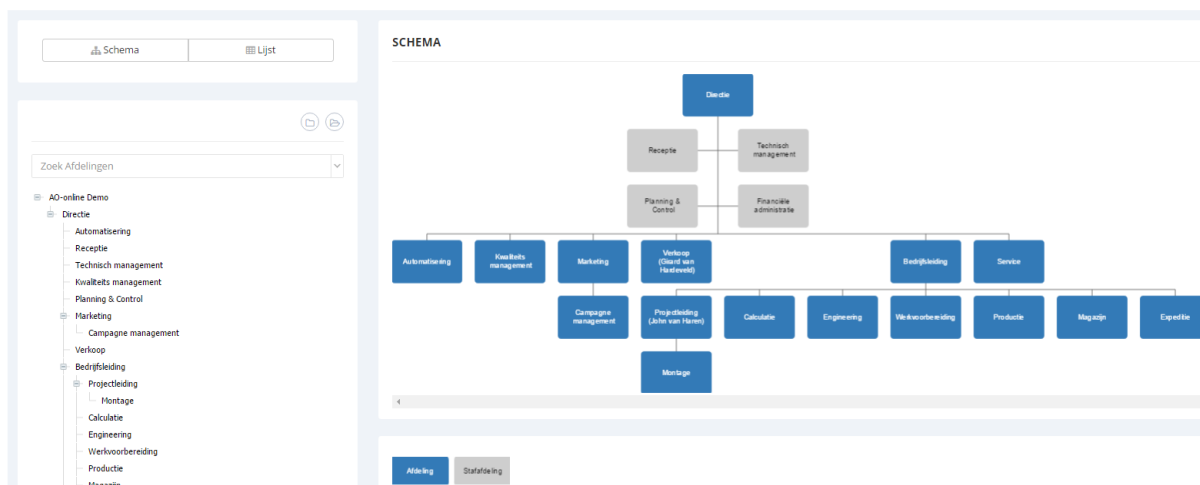 Schema
Lijst
Zoek Afdelingen
AO-online Demo
Directie
Automatisering
Receptie
Technisch management
Kwaliteits management
Planning & Control
Marketing
Campagne management
Verkoop
Bedrijfsleiding
Projectleiding
Montage
Calculatie
Engineering
Werkvoorbereiding
Productie
Magazijn
SCHEMA
Directie
Receptie
Technisch
management
Planning &
Control
Financiële
administratie
Automatisering
Kwaliteits
management
Marketing
Verkoop
(Geard van
Hardeveld)
Bedrijfsleiding
Service
Campagne
management
Projectleiding
(John van Haren)
Calculatie
Engineering
Werkvoorbereiding
Productie
Magazijn
Expeditie
Montage
Afdeling
Stafafdeling